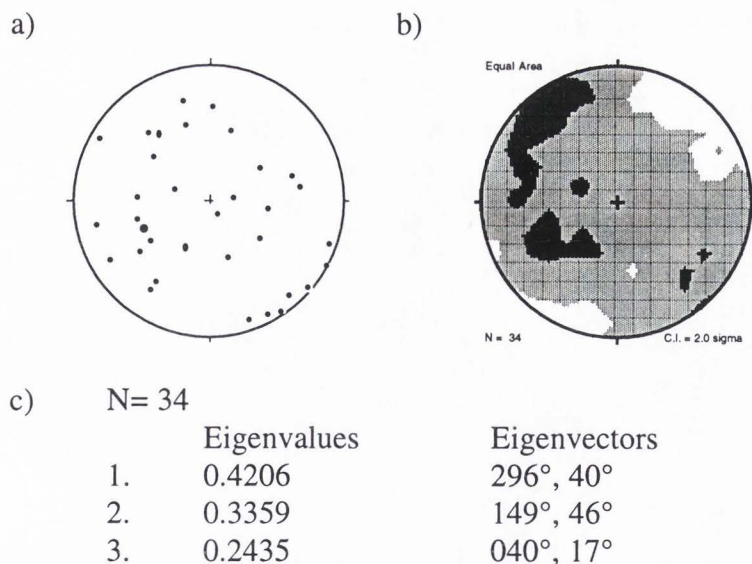 a)
b)
Equal Area
N = 34
C.I. = 2.0 sigma
c) N= 34
Eigenvalues Eigenvectors
1. 0.4206 296°, 40°
2. 0.3359 149°, 46°
3. 0.2435 040°, 17°